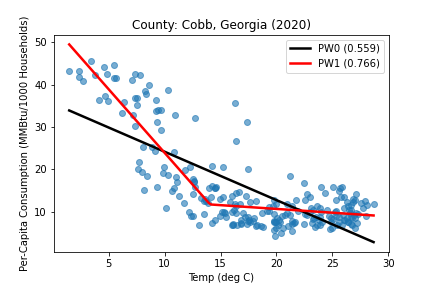 County: Cobb, Georgia (2020)
PW0 (0.559)
PW1 (0.766)
Per-Capita Consumption (MMBtu/1000 Households)
50
40
30
20
10
5 10 15 20 25 30
Temp (deg C)